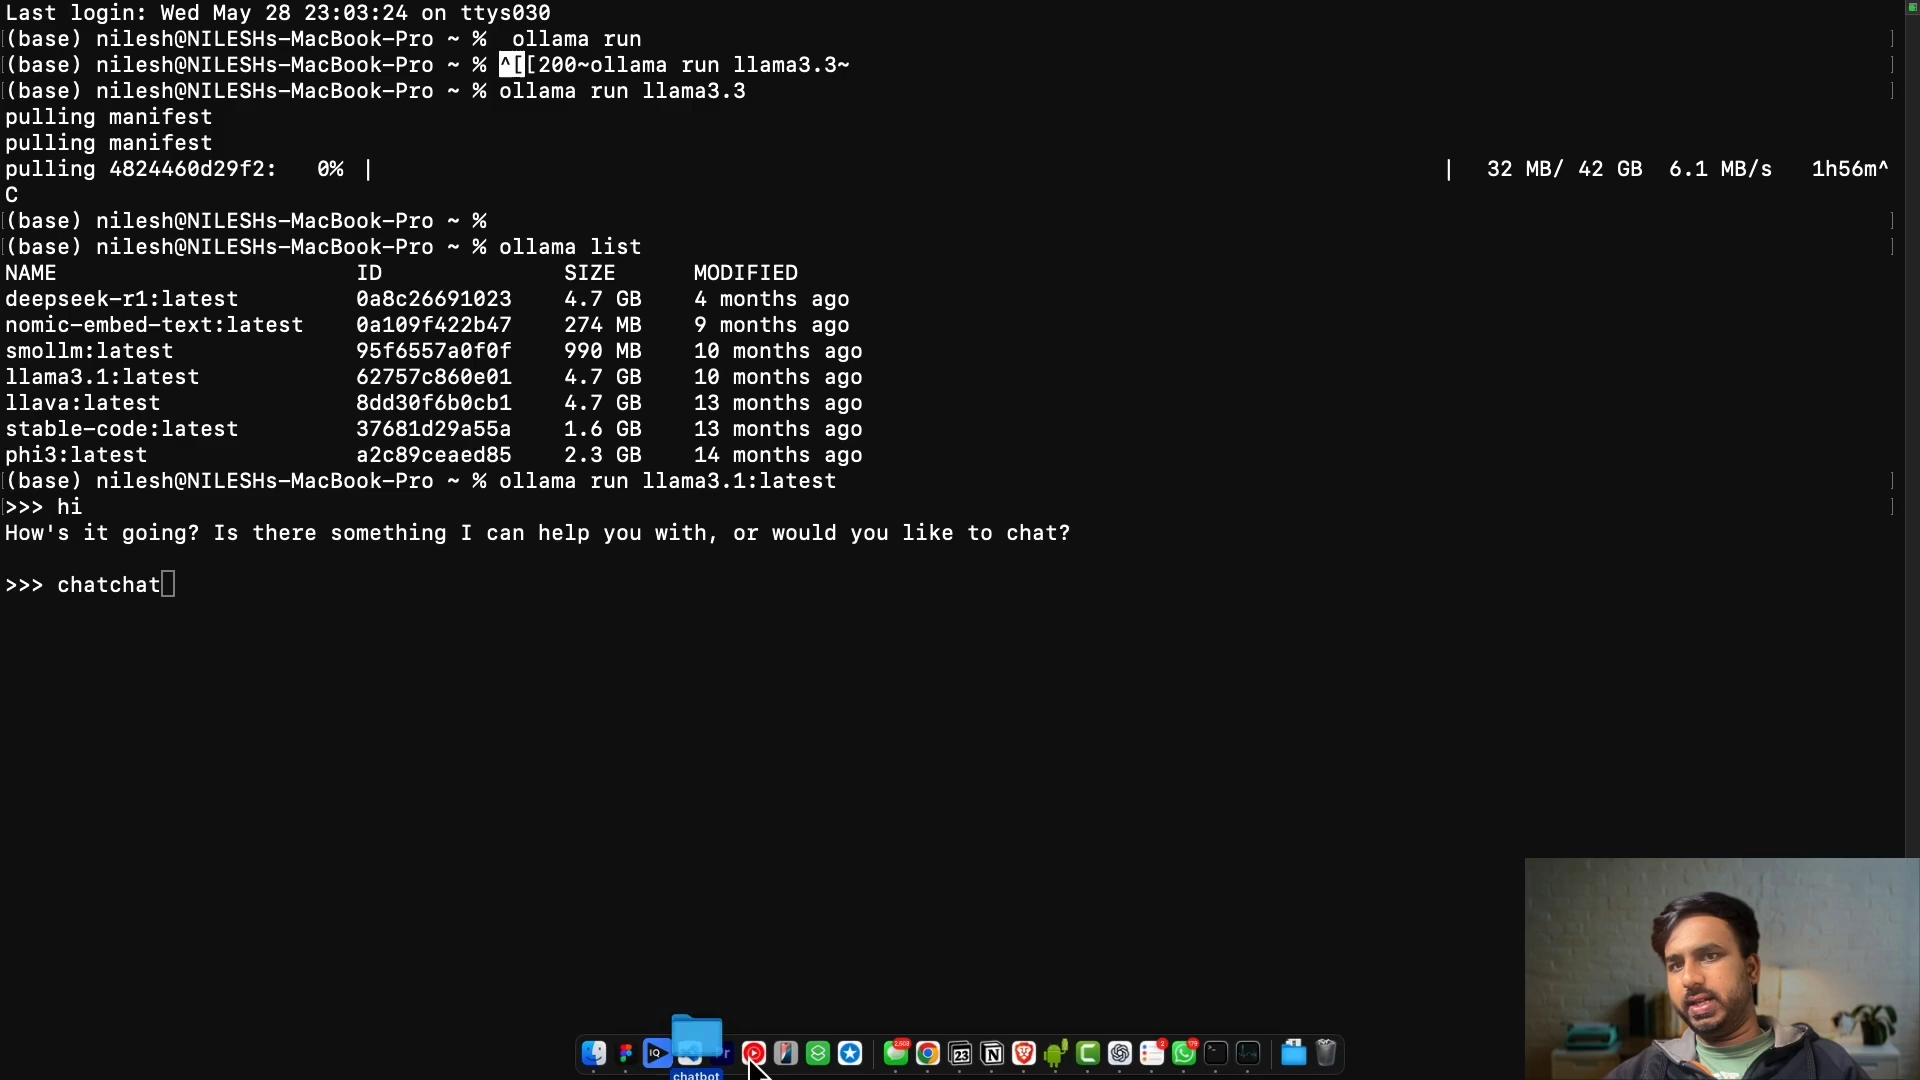 Last login: Wed May 28 23:03:24 on ttys030
(base) nilesh@NILESHs-MacBook-Pro ~ %  ollama run
(base) nilesh@NILESHs-MacBook-Pro ~ % ^[[200~ollama run llama3.3~
(base) nilesh@NILESHs-MacBook-Pro ~ % ollama run llama3.3
pulling manifest
pulling manifest
pulling 4824460d29f2:   0% |                | 32 MB/ 42 GB  6.1 MB/s   1h56m^
C
(base) nilesh@NILESHs-MacBook-Pro ~ %
(base) nilesh@NILESHs-MacBook-Pro ~ % ollama list
NAME ID SIZE MODIFIED
deepseek-r1:latest 0a8c26691023 4.7 GB 4 months ago
nomic-embed-text:latest 0a109f422b47 274 MB 9 months ago
smollm:latest 95f6557a0f0f 990 MB 10 months ago
llama3.1:latest 62757c860e01 4.7 GB 10 months ago
llava:latest 8dd30f6b0cb1 4.7 GB 13 months ago
stable-code:latest 37681d29a55a 1.6 GB 13 months ago
phi3:latest a2c89ceaed85 2.3 GB 14 months ago
(base) nilesh@NILESHs-MacBook-Pro ~ % ollama run llama3.1:latest
>>> hi
How's it going? Is there something I can help you with, or would you like to chat?
>>> chatchat
IQ
23
2
179
chatbot